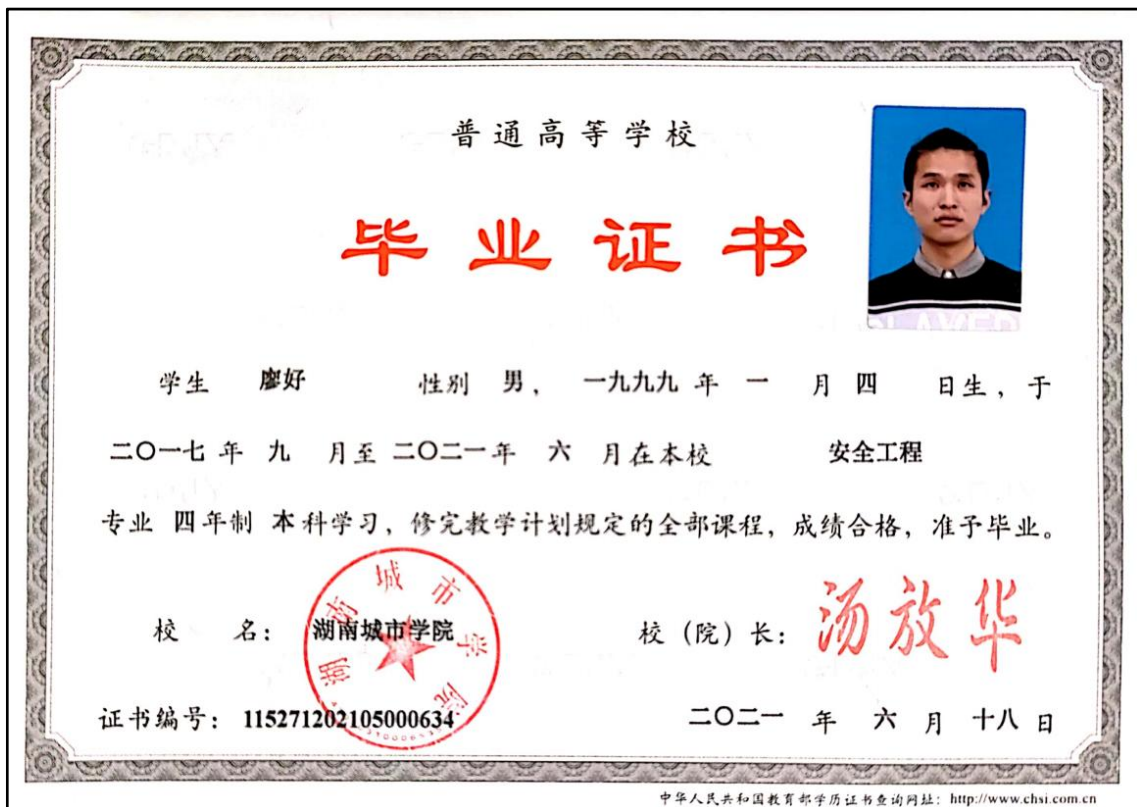 普通高等学校
毕业证书
学生 廖好 性别 男，一九九九 年 一 月 四 日生，于
二〇一七 年 九 月至 二〇二一 年 六 月在本校 安全工程
专业 四年制 本科学习，修完教学计划规定的全部课程，成绩合格，准予毕业。
校 名： 湖南城市学院 校（院）长： 汤放华
湖南城市学院
证书编号： 115271202105000634 二〇二一 年 六 月 十八 日
中华人民共和国教育部学历证书查询网址：http://www.chsi.com.cn